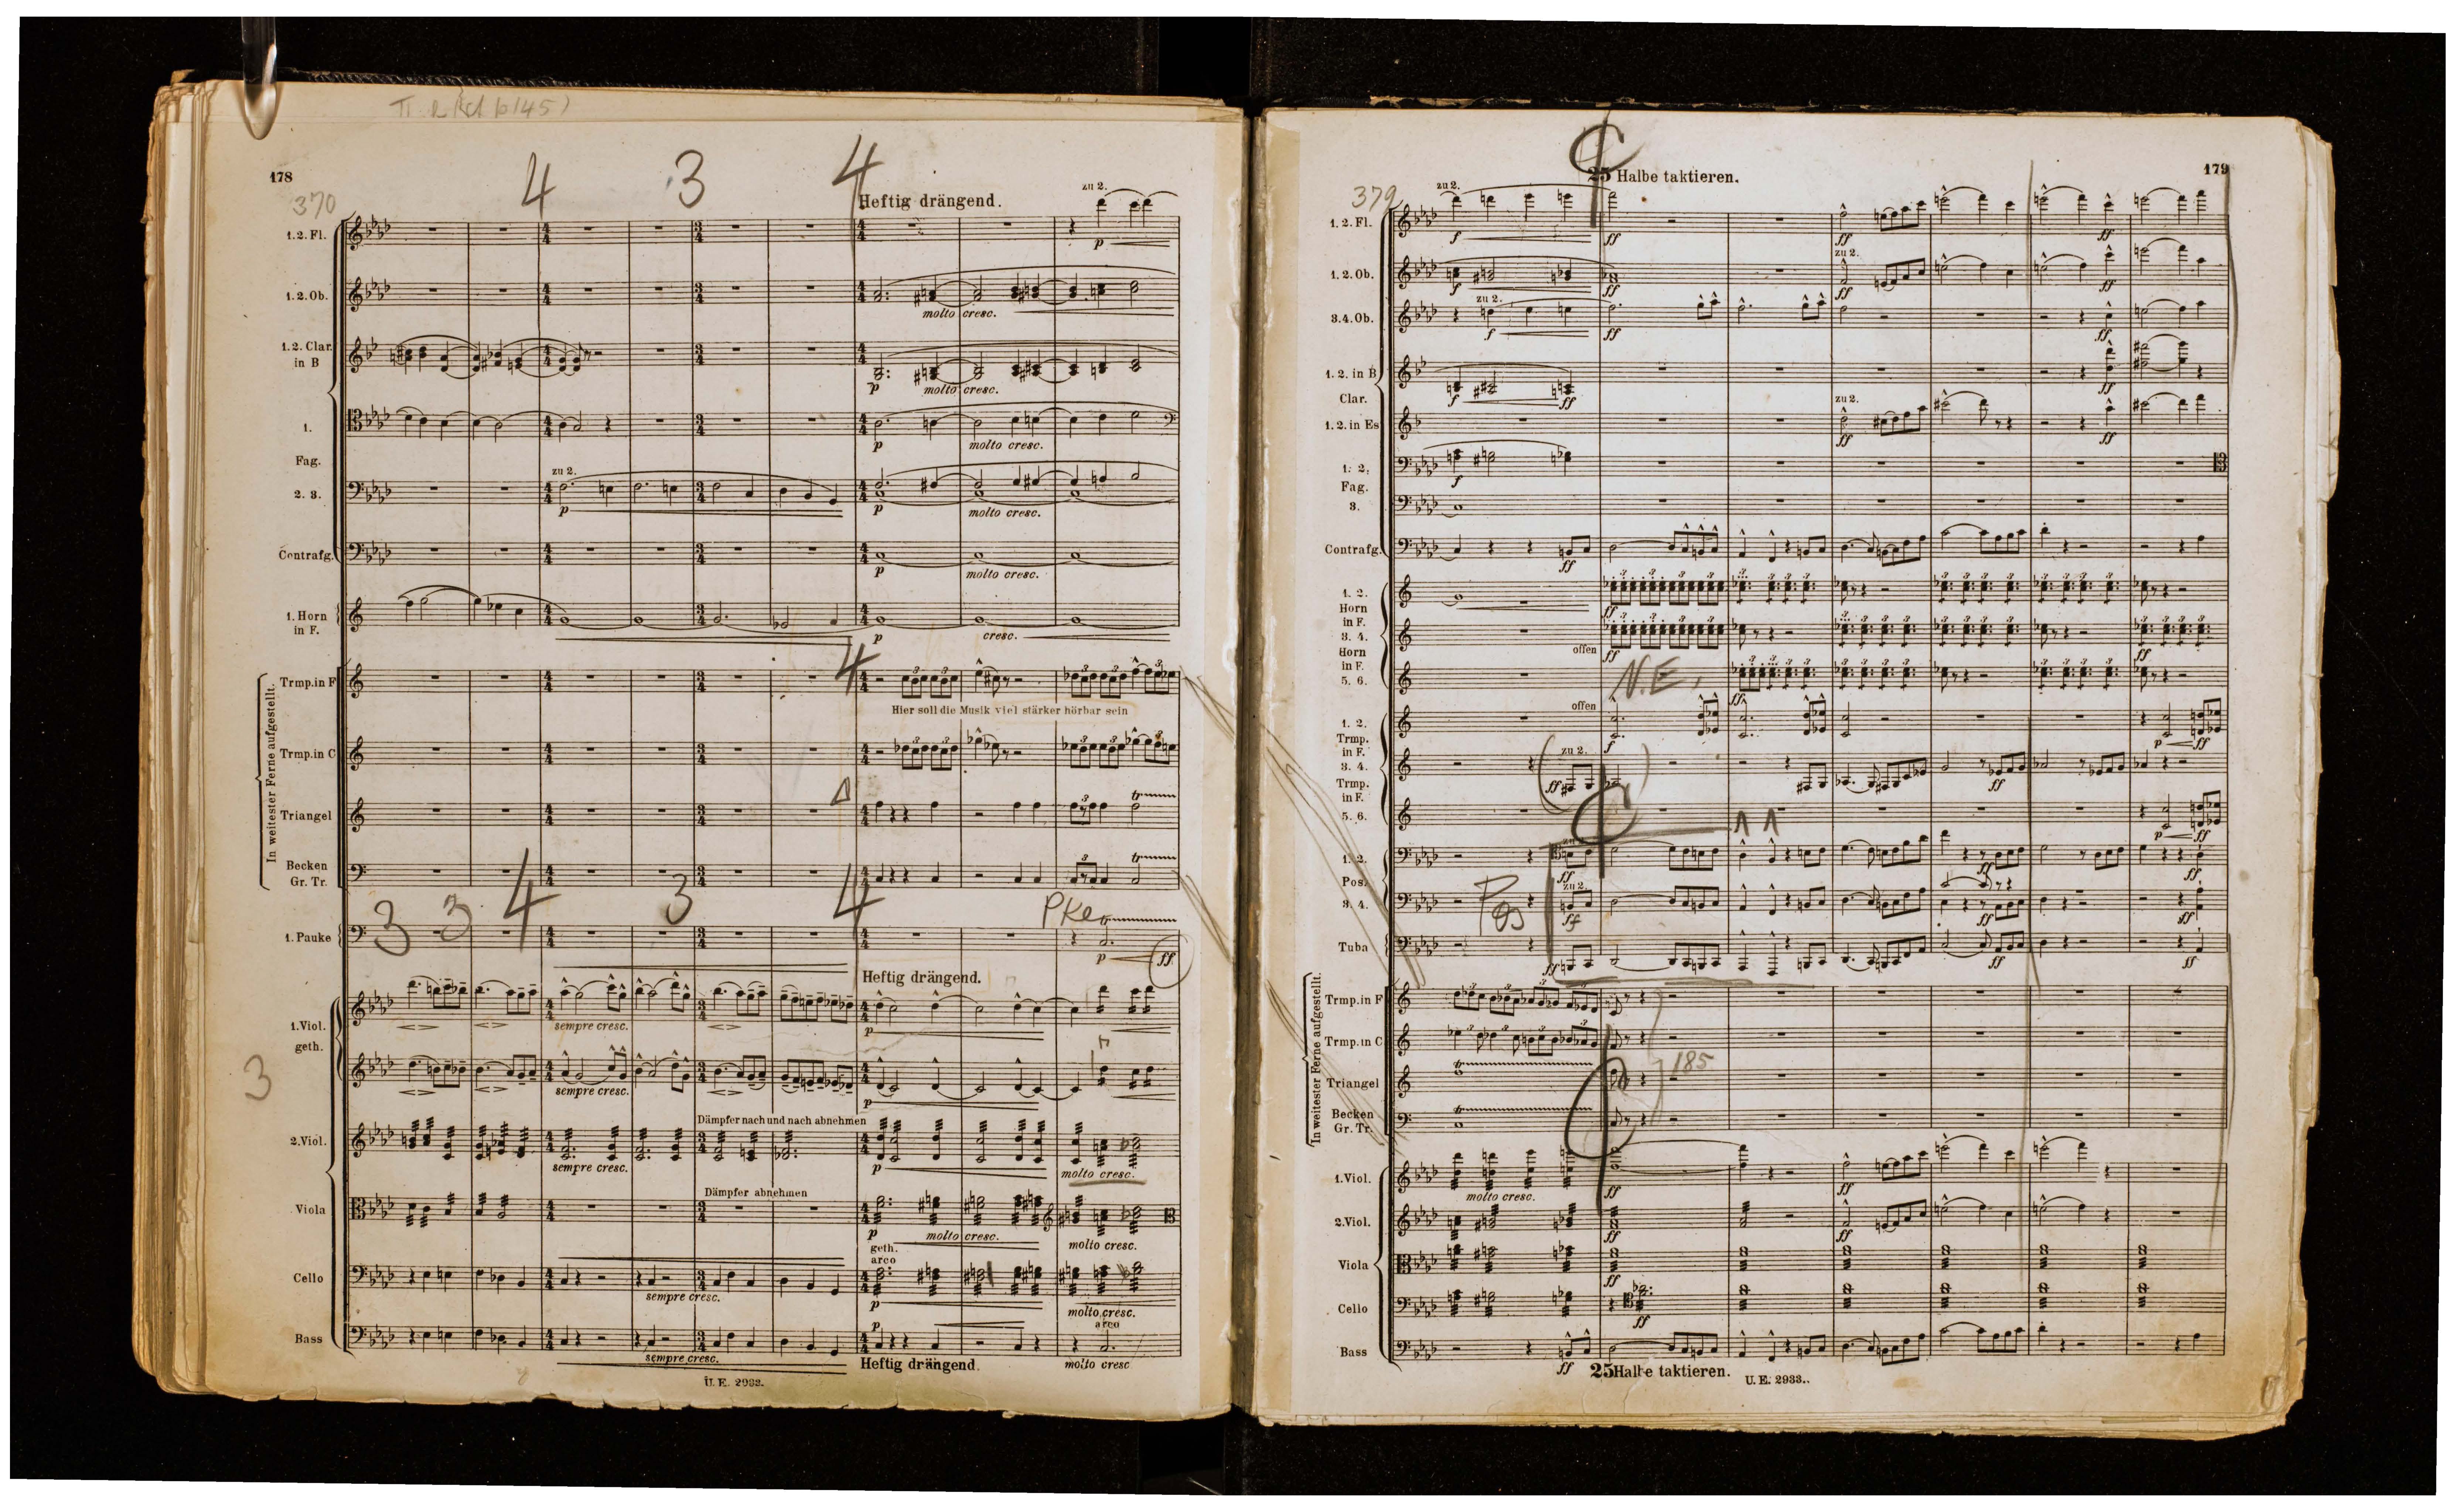 178
370
4
3
4
Heftig drängend.
zu 2.
1. 2. Fl.
p
1. 2. Ob.
molto cresc.
1. 2. Clar.
in B
p
molto cresc.
1.
p
molto cresc.
Fag.
zu 2.
2. 3.
p
p
molto cresc.
Contrafg.
p
molto cresc.
1. Horn
in F.
p
cresc.
4
In weitester Ferne aufgestellt.
Trmp. in F
Hier soll die Musik viel stärker hörbar sein
Trmp. in C
Triangel
Becken
Gr. Tr.
3 3 4 3 4
PKe
1. Pauke
p
ff
Heftig drängend.
1. Viol.
geth.
sempre cresc.
p
3
sempre cresc.
p
Dämpfer nach und nach abnehmen
2. Viol.
sempre cresc.
p
molto cresc.
Dämpfer abnehmen
Viola
p
molto cresc.
molto cresc.
geth.
arco
Cello
sempre cresc.
p
molto cresc.
p
arco
Bass
sempre cresc.
Heftig drängend.
molto cresc
U. E. 2933.
25 Halbe taktieren.
179
379
zu 2.
1. 2. Fl.
f
ff
ff
ff
zu 2.
1. 2. Ob.
f
ff
ff
ff
zu 2.
3. 4. Ob.
f
ff
ff
1. 2. in B
f
ff
ff
Clar.
zu 2.
1. 2. in Es
ff
ff
1. 2.
f
Fag.
3.
Contrafg.
ff
1. 2.
Horn
in F.
ff
3. 4.
offen
ff
ff
Horn
in F.
5. 6.
N.E.
ff
offen
1. 2.
Trmp.
in F.
f
p
ff
zu 2.
3. 4.
ff
ff
Trmp.
in F.
5. 6.
p
ff
1. 2.
ff
ff
ff
Pos.
zu 2.
3. 4.
Pos
ff
ff
ff
Tuba
ff
ff
ff
In weitester Ferne aufgestellt.
Trmp. in F
Trmp. in C
185
Triangel
Becken
Gr. Tr.
1. Viol.
molto cresc.
ff
ff
2. Viol.
ff
ff
Viola
ff
Cello
ff
Bass
ff
25 Halbe taktieren.
U. E. 2933..